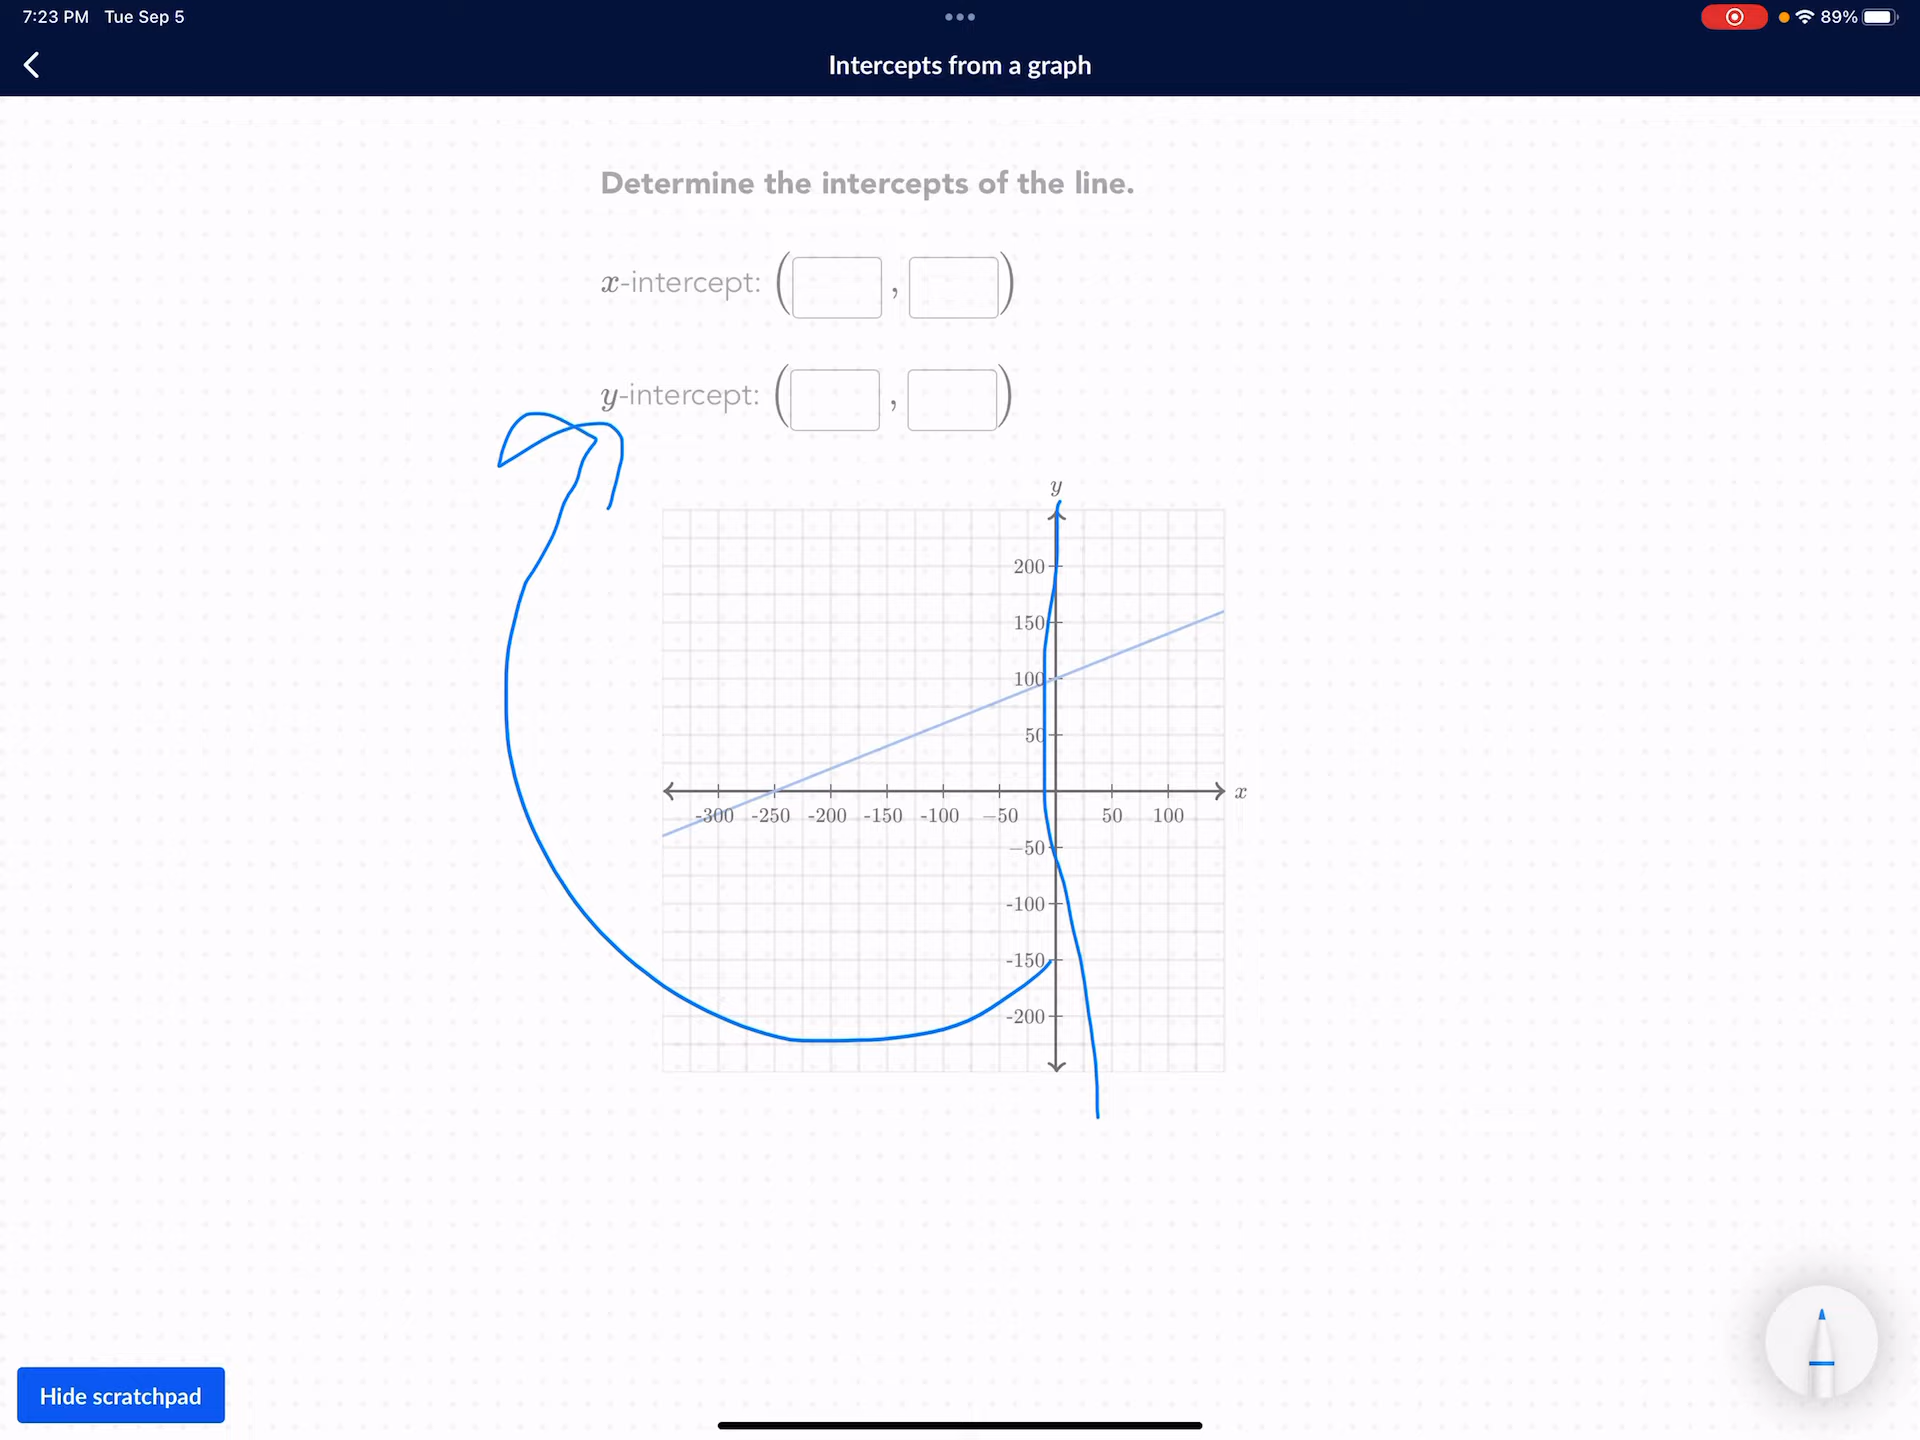 7:23 PM Tue Sep 5
89%
Intercepts from a graph
Determine the intercepts of the line.
x-intercept: ( , )
y-intercept: ( , )
y
200
150
100
50
x
-300 -250 -200 -150 -100 −50 50 100
−50
-100
-150
-200
Hide scratchpad